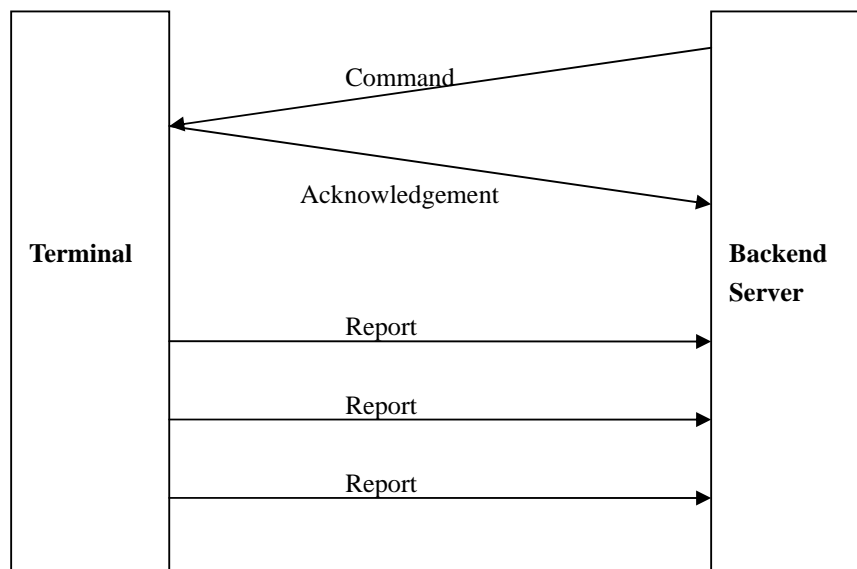 Command
Acknowledgement
Terminal
Backend
Server
Report
Report
Report